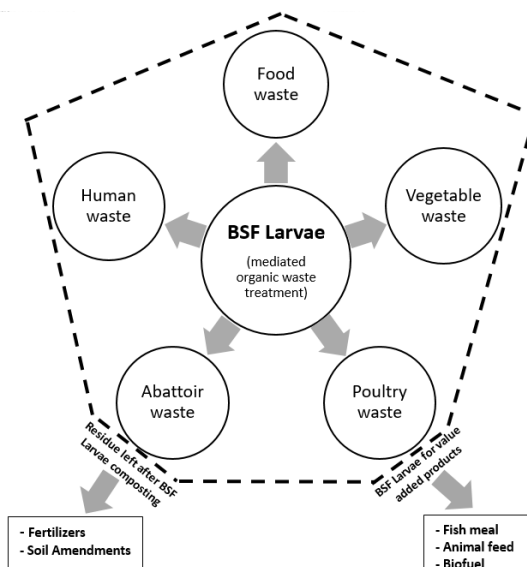 Food
waste
Human
waste
Vegetable
waste
BSF Larvae
(mediated
organic waste
treatment)
Abattoir
waste
Poultry
waste
Residue left after BSF
Larvae composting
BSF Larvae for value
added products
- Fertilizers
- Soil Amendments
- Fish meal
- Animal feed
- Biofuel